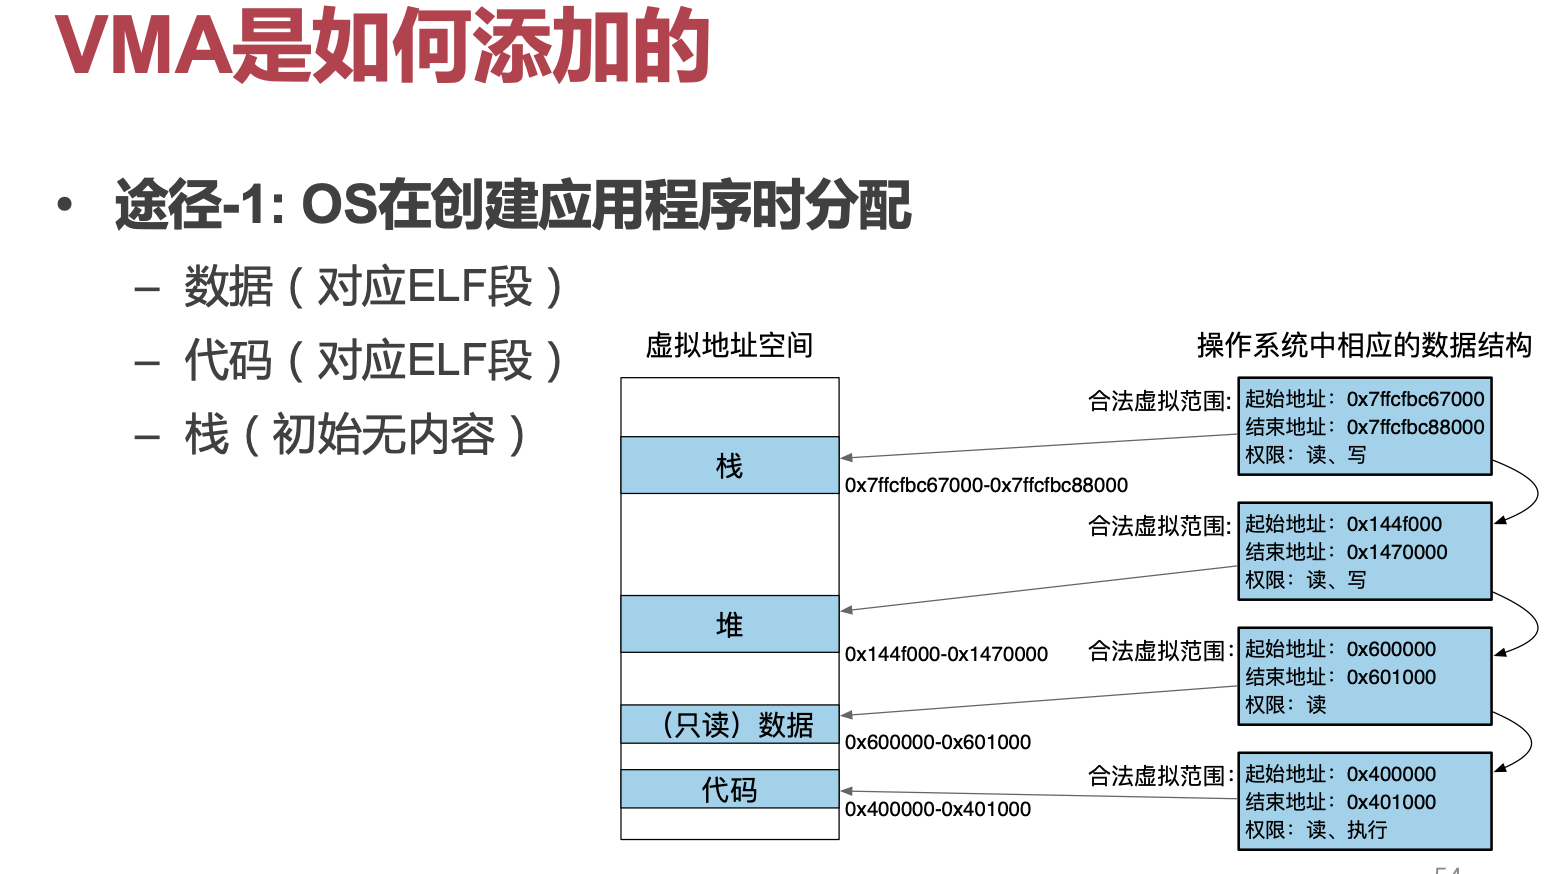 VMA是如何添加的
• 途径-1: OS在创建应用程序时分配
– 数据（对应ELF段）
– 代码（对应ELF段）
– 栈（初始无内容）
虚拟地址空间
栈
0x7ffcfbc67000-0x7ffcfbc88000
堆
0x144f000-0x1470000
（只读）数据
0x600000-0x601000
代码
0x400000-0x401000
操作系统中相应的数据结构
合法虚拟范围:
起始地址：0x7ffcfbc67000
结束地址：0x7ffcfbc88000
权限：读、写
合法虚拟范围:
起始地址：0x144f000
结束地址：0x1470000
权限：读、写
合法虚拟范围:
起始地址：0x600000
结束地址：0x601000
权限：读
合法虚拟范围:
起始地址：0x400000
结束地址：0x401000
权限：读、执行